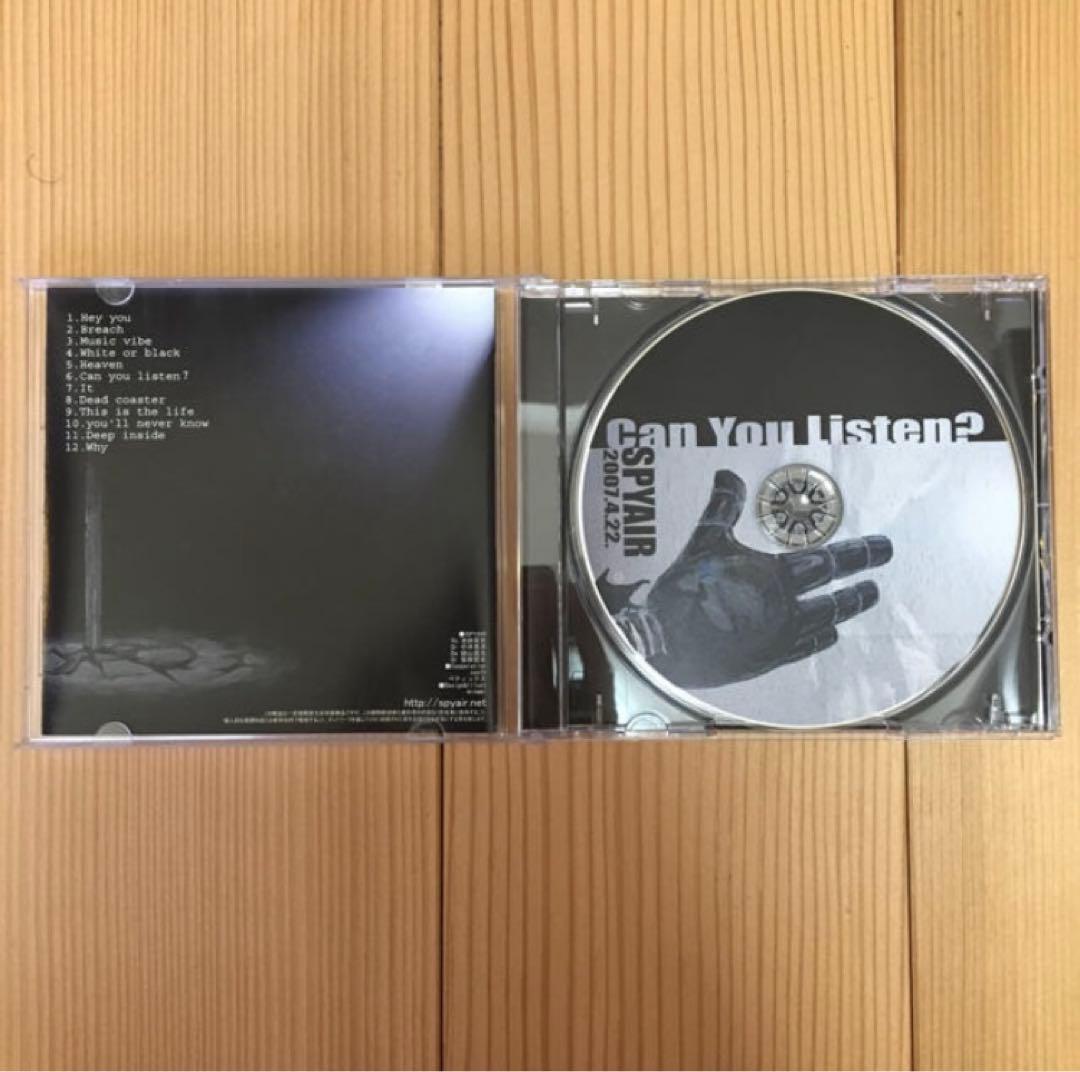 1.Hey you
2.Breach
3.Music vibe
4.White or black
5.Heaven
6.Can you listen?
7.It
8.Dead coaster
9.This is the life
10.you'll never know
11.Deep inside
12.Why
http://spyair.net
Can You Listen?
SPYAIR
2007.4.22.